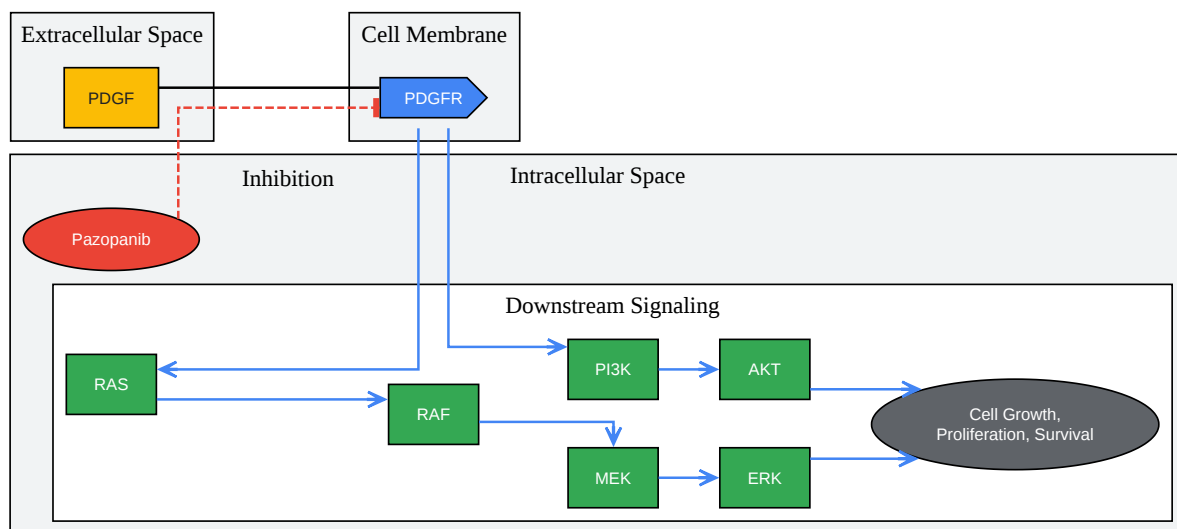 Extracellular Space
Cell Membrane
PDGF
PDGFR
Inhibition
Intracellular Space
Pazopanib
Downstream Signaling
RAS
RAF
PI3K
AKT
MEK
ERK
Cell Growth,
Proliferation, Survival